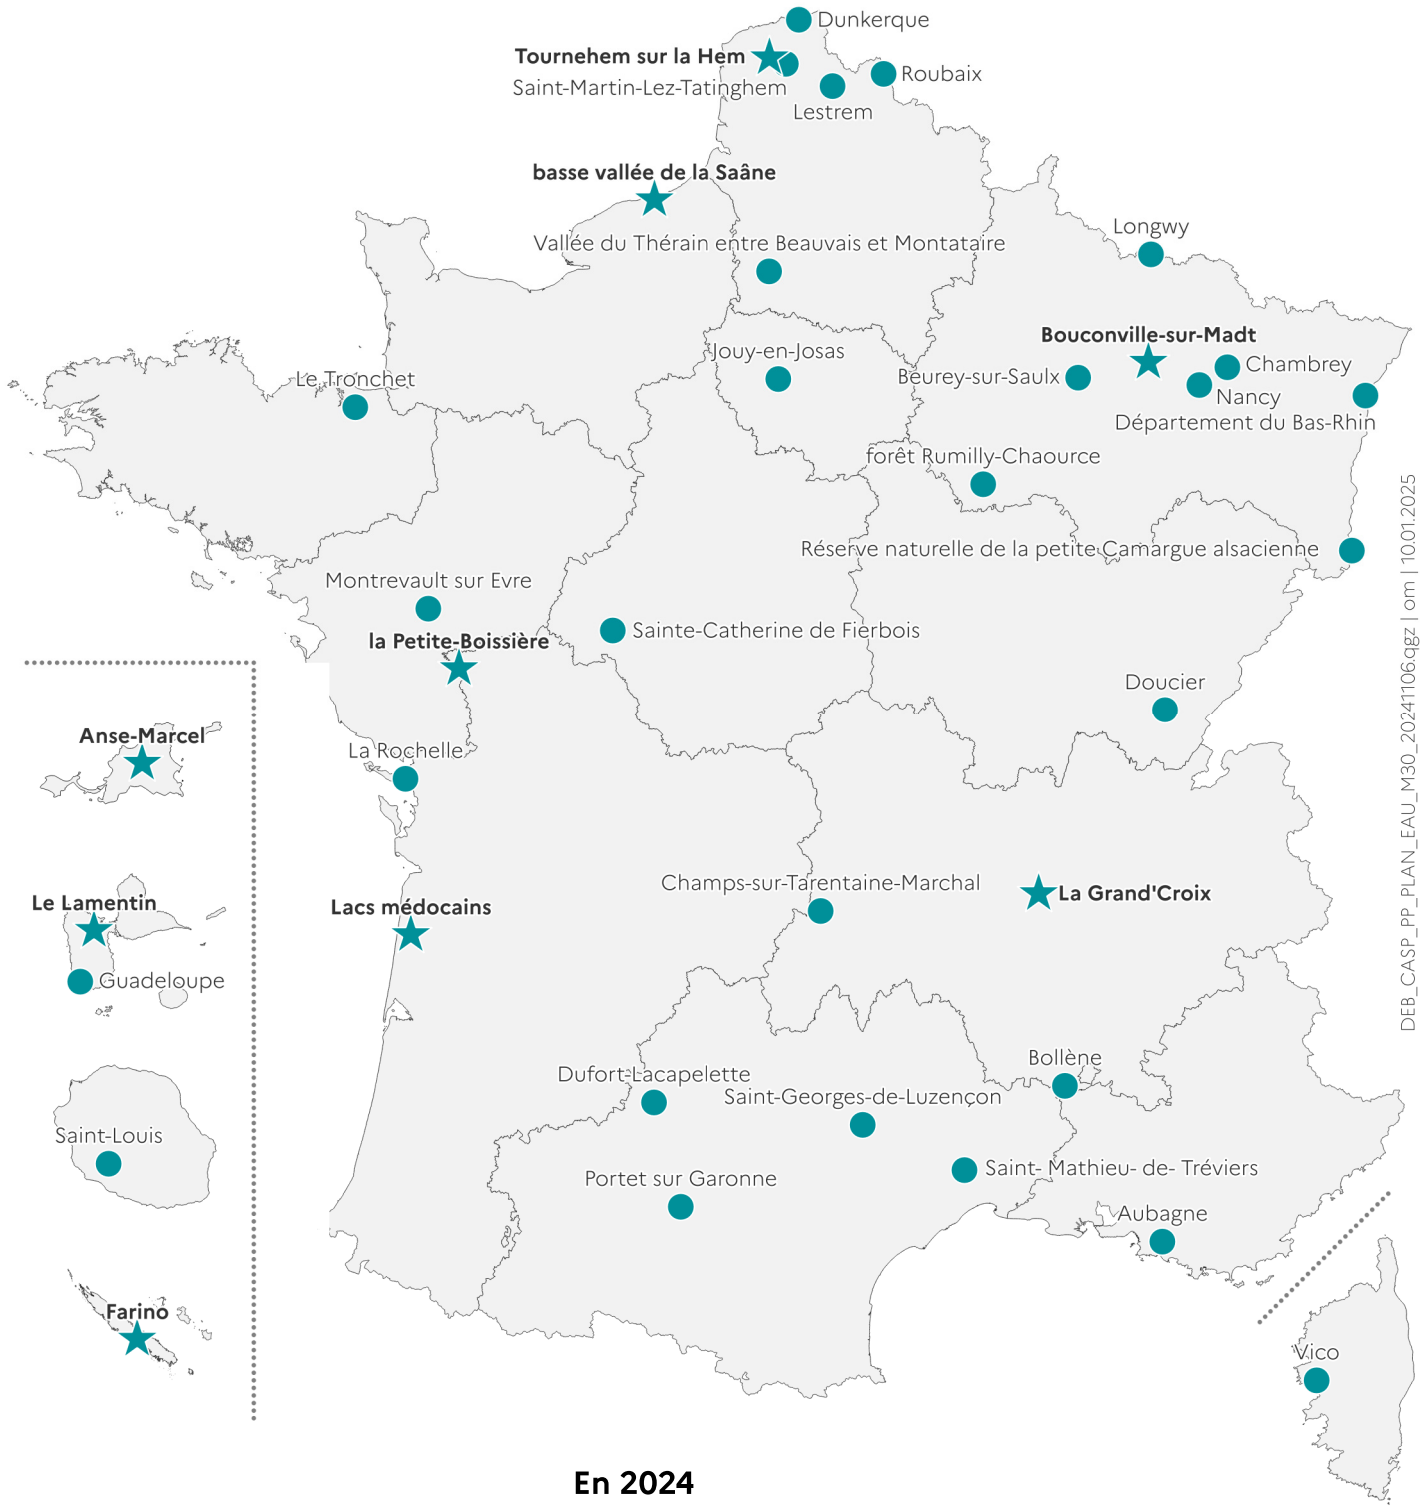 Dunkerque
Tournehem sur la Hem
Roubaix
Saint-Martin-Lez-Tatinghem
Lestrem
basse vallée de la Saâne
Longwy
Vallée du Thérain entre Beauvais et Montataire
Bouconville-sur-Madt
Jouy-en-Josas
Chambrey
Beurey-sur-Saulx
Le Tronchet
Nancy
Département du Bas-Rhin
forêt Rumilly-Chaource
Réserve naturelle de la petite Camargue alsacienne
Montrevault sur Evre
Sainte-Catherine de Fierbois
la Petite-Boissière
Doucier
Anse-Marcel
La Rochelle
Champs-sur-Tarentaine-Marchal
La Grand'Croix
Le Lamentin
Lacs médocains
Guadeloupe
Bollène
Dufort-Lacapelette
Saint-Georges-de-Luzençon
Saint-Louis
Saint- Mathieu- de- Tréviers
Portet sur Garonne
Aubagne
Farino
Vico
En 2024
DEB_CASP_PP_PLAN_EAU_M30_20241106.qgz | om | 10.01.2025